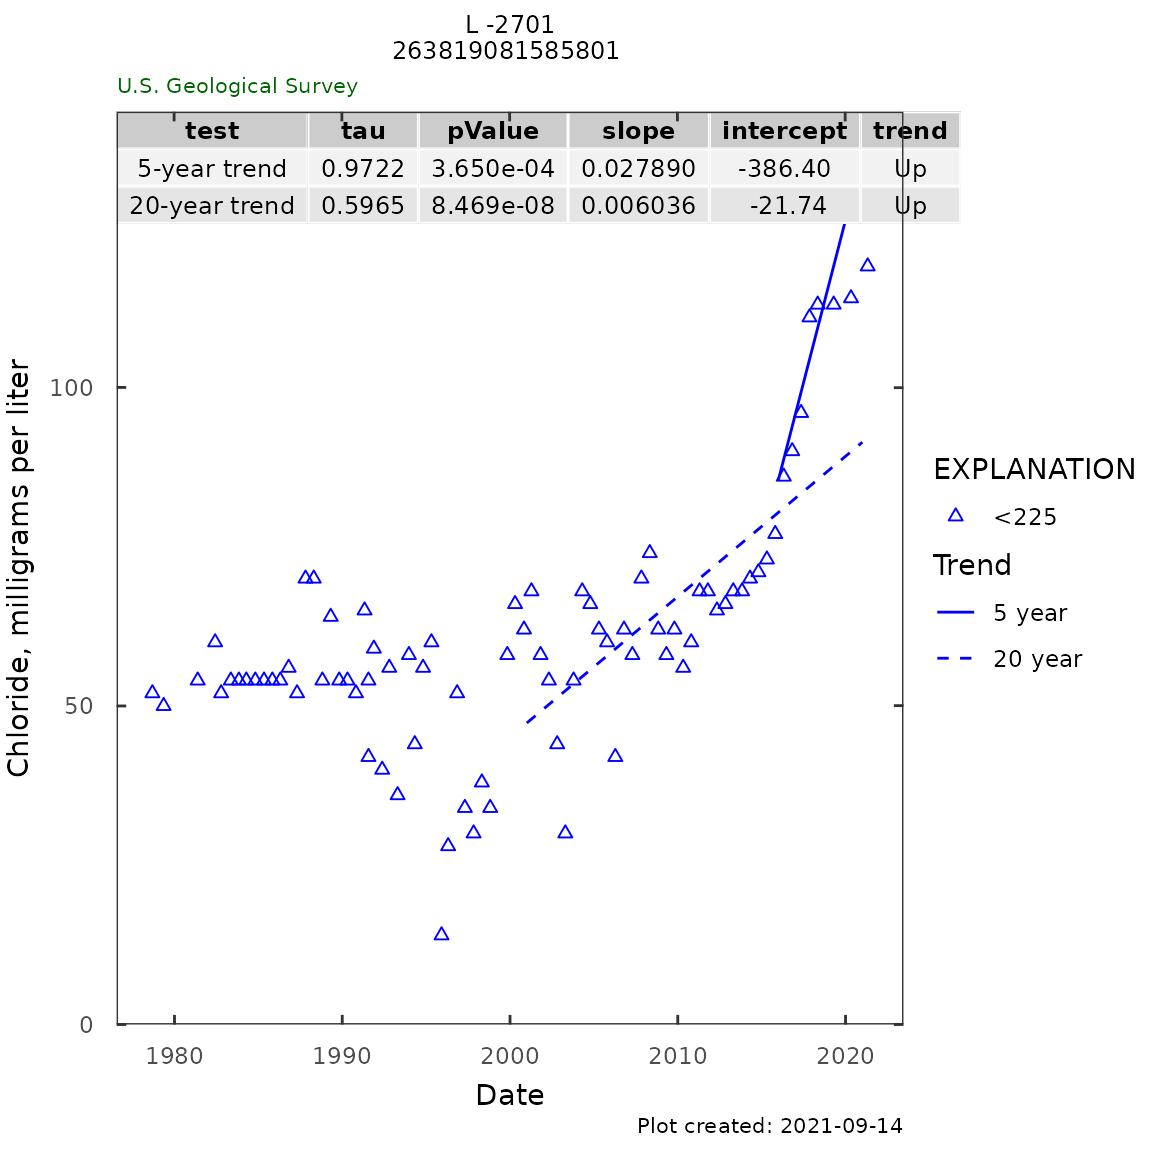 L -2701
263819081585801
U.S. Geological Survey
test tau pValue slope intercept trend
5-year trend 0.9722 3.650e-04 0.027890 -386.40 Up
20-year trend 0.5965 8.469e-08 0.006036 -21.74 Up
Chloride, milligrams per liter
100
50
0
1980 1990 2000 2010 2020
Date
EXPLANATION
<225
Trend
5 year
20 year
Plot created: 2021-09-14